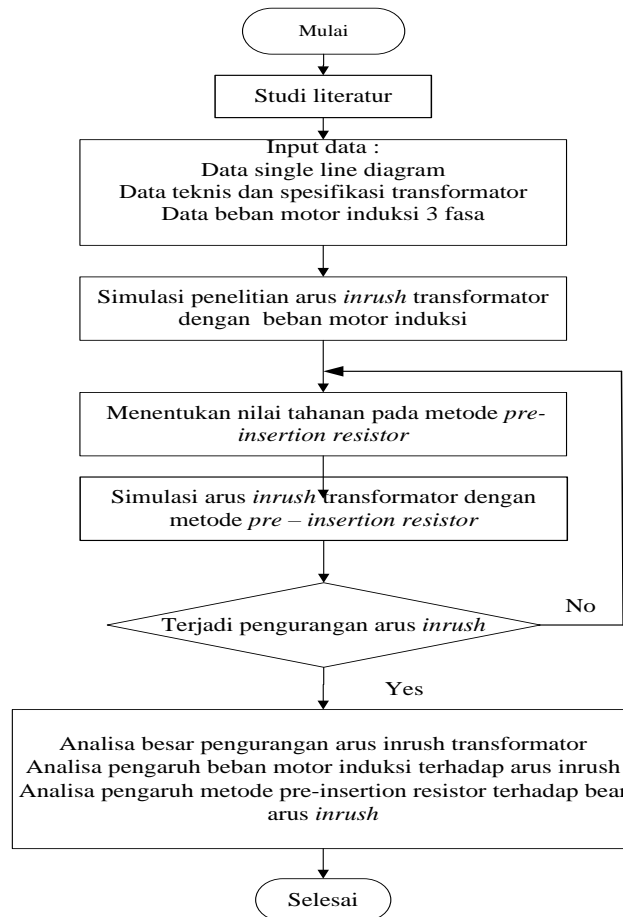 Mulai
Studi literatur
Input data :
Data single line diagram
Data teknis dan spesifikasi transformator
Data beban motor induksi 3 fasa
Simulasi penelitian arus inrush transformator
dengan beban motor induksi
Menentukan nilai tahanan pada metode pre-
insertion resistor
Simulasi arus inrush transformator dengan
metode pre – insertion resistor
Terjadi pengurangan arus inrush
No
Yes
Analisa besar pengurangan arus inrush transformator
Analisa pengaruh beban motor induksi terhadap arus inrush
Analisa pengaruh metode pre-insertion resistor terhadap bear
arus inrush
Selesai